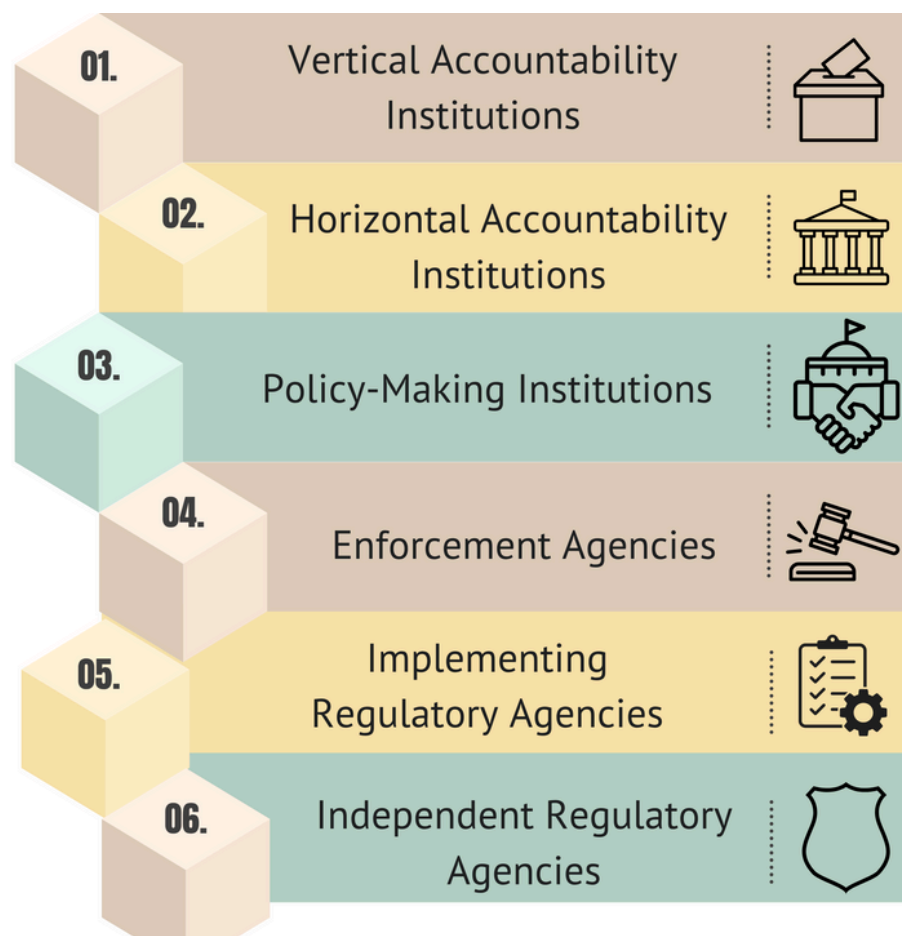 01.
Vertical Accountability
Institutions
02.
Horizontal Accountability
Institutions
03.
Policy-Making Institutions
04.
Enforcement Agencies
05.
Implementing
Regulatory Agencies
06.
Independent Regulatory
Agencies